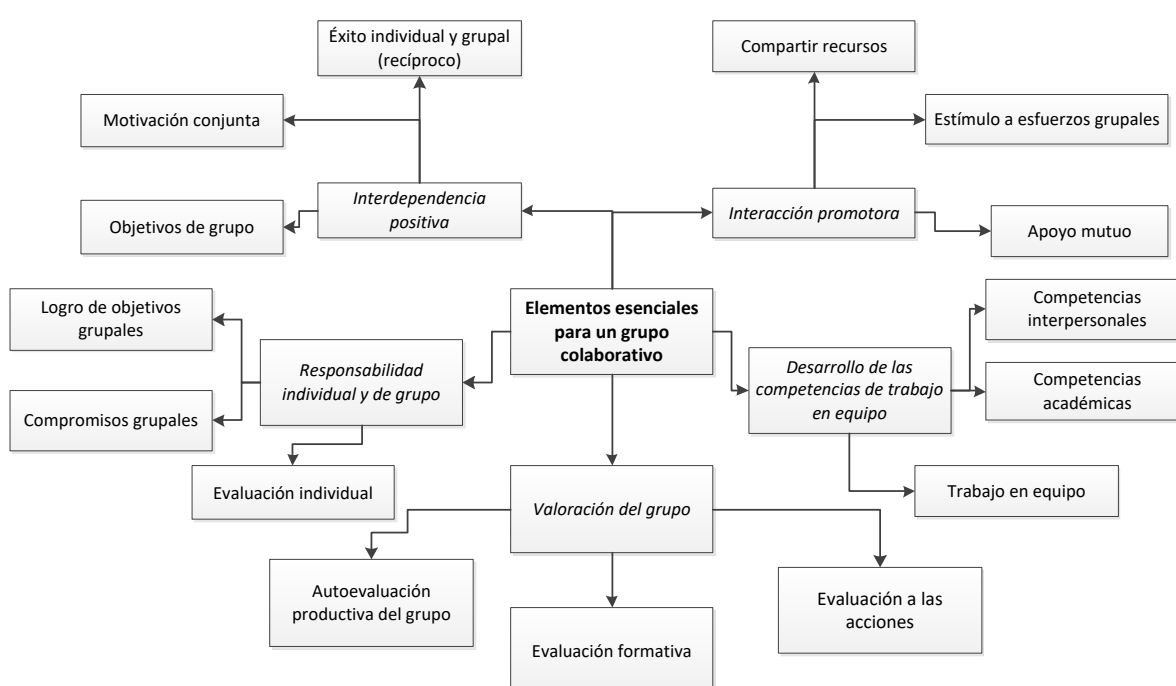 Éxito individual y grupal
(recíproco)
Compartir recursos
Motivación conjunta
Estímulo a esfuerzos grupales
Interdependencia
positiva
Interacción promotora
Objetivos de grupo
Apoyo mutuo
Logro de objetivos
grupales
Elementos esenciales
para un grupo
colaborativo
Competencias
interpersonales
Responsabilidad
individual y de grupo
Desarrollo de las
competencias de trabajo
en equipo
Competencias
académicas
Compromisos grupales
Evaluación individual
Valoración del grupo
Trabajo en equipo
Autoevaluación
productiva del grupo
Evaluación formativa
Evaluación a las
acciones